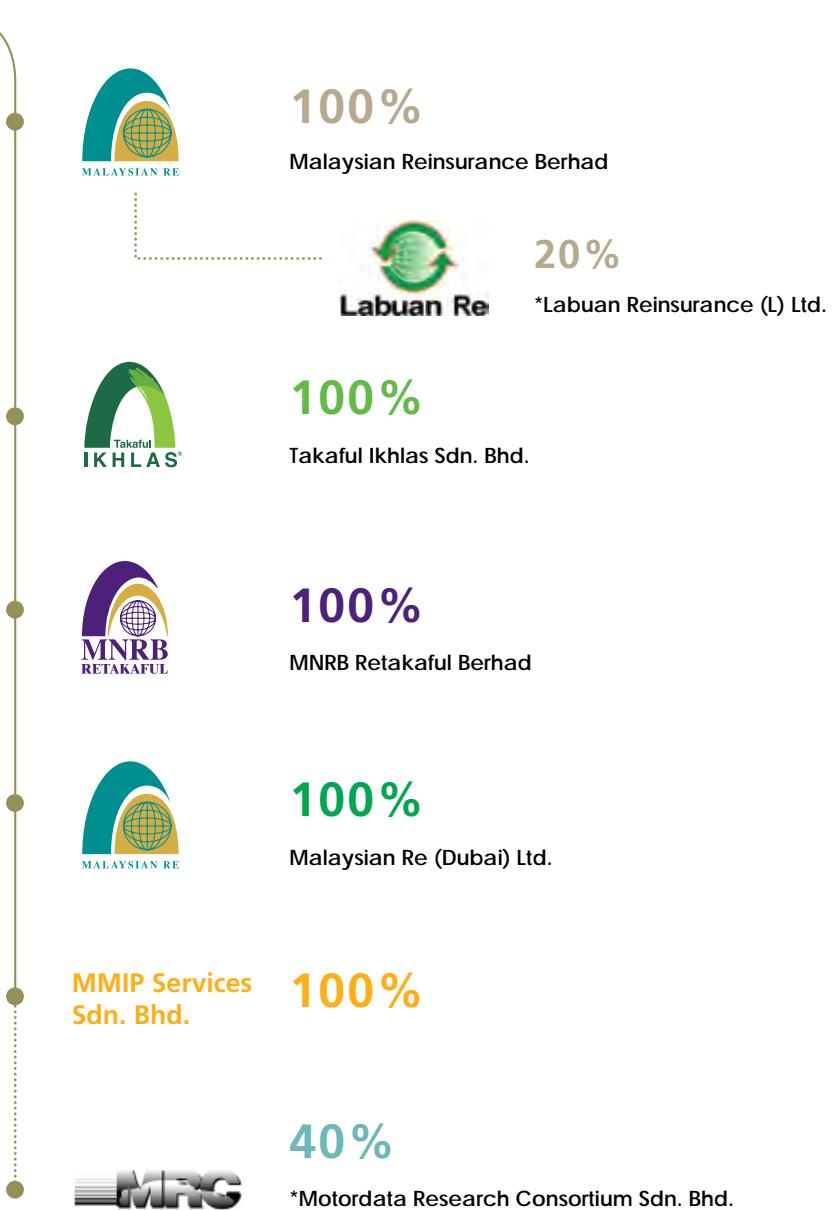 MALAYSIAN RE
100%
Malaysian Reinsurance Berhad
Labuan Re
20%
*Labuan Reinsurance (L) Ltd.
Takaful
IKHLAS®
100%
Takaful Ikhlas Sdn. Bhd.
MNRB
RETAKAFUL
100%
MNRB Retakaful Berhad
MALAYSIAN RE
100%
Malaysian Re (Dubai) Ltd.
MMIP Services
Sdn. Bhd.
100%
MRC
40%
*Motordata Research Consortium Sdn. Bhd.